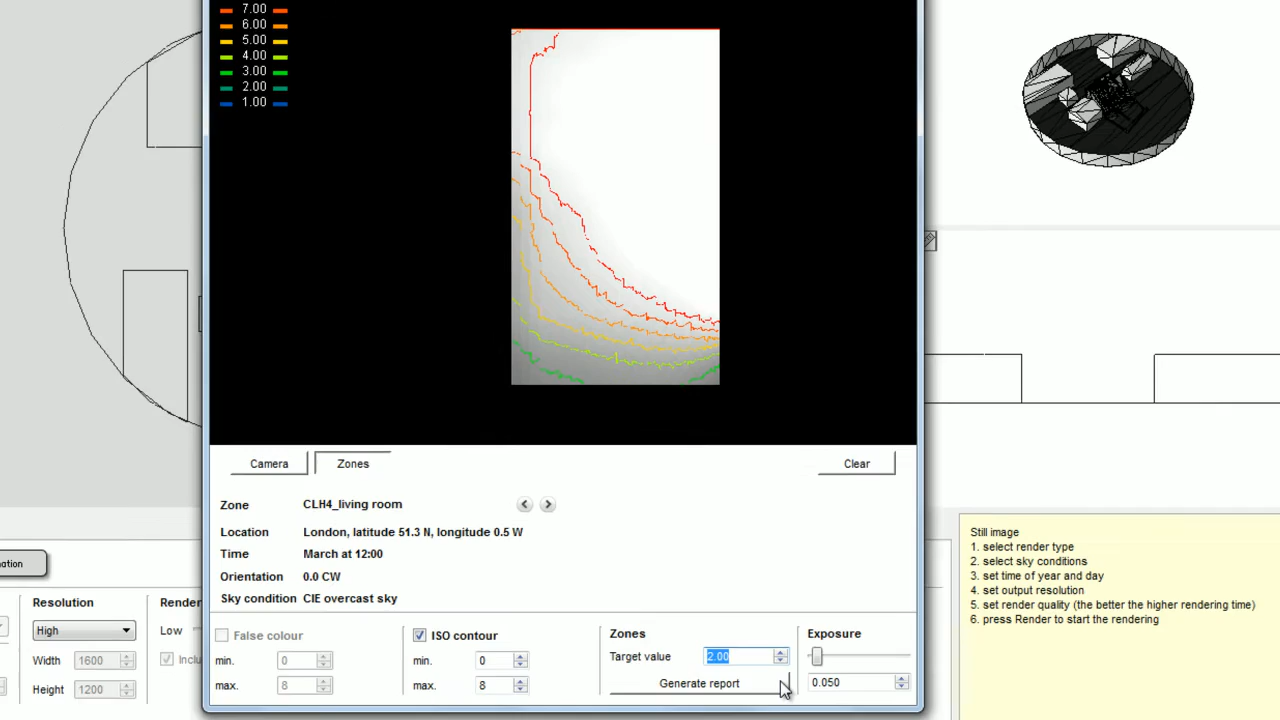 7.00
6.00
5.00
4.00
3.00
2.00
1.00
Camera
Zones
Clear
Zone CLH4_living room
Location London, latitude 51.3 N, longitude 0.5 W
Time March at 12:00
Orientation 0.0 CW
Sky condition CIE overcast sky
False colour
min. 0
max. 8
ISO contour
min. 0
max. 8
Zones
Target value 2.00
Generate report
Exposure
0.050
ation
Resolution
High
Width 1600
Height 1200
Render
Low
Inclu
Still image
1. select render type
2. select sky conditions
3. set time of year and day
4. set output resolution
5. set render quality (the better the higher rendering time)
6. press Render to start the rendering